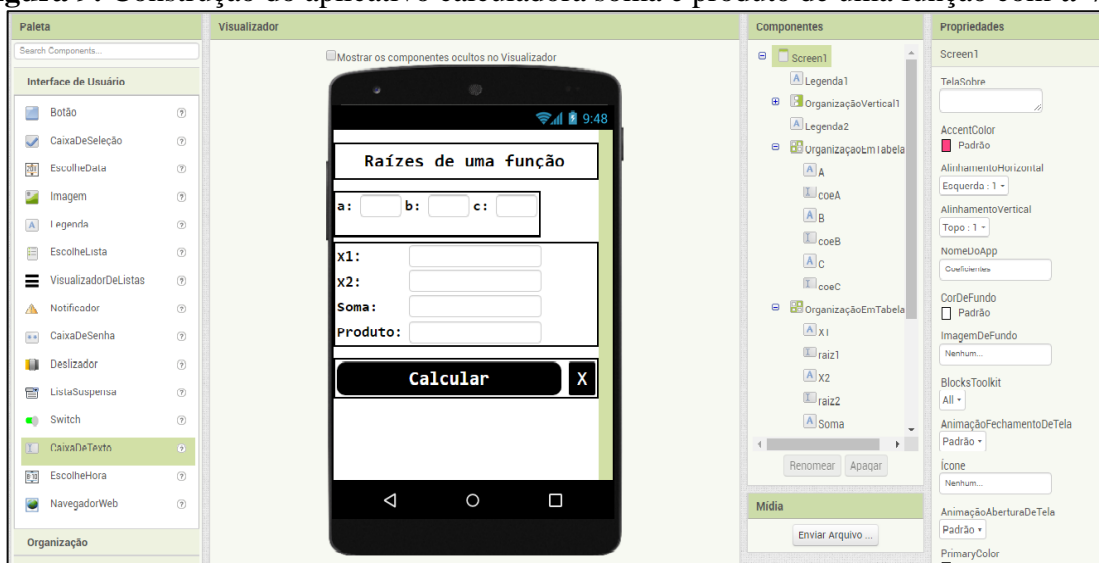 Paleta
Search Components...
Interface de Usuário
Botão
CaixaDeSeleção
EscolheData
Imagem
Legenda
EscolheLista
VisualizadorDeListas
Notificador
CaixaDeSenha
Deslizador
ListaSuspensa
Switch
CaixaDeTexto
EscolheHora
NavegadorWeb
Organização
Visualizador
Mostrar os componentes ocultos no Visualizador
9:48
Raízes de uma função
a: b: c:
x1:
x2:
Soma:
Produto:
Calcular X
Componentes
Screen1
Legenda1
OrganizaçãoVertical1
Legenda2
OrganizaçãoEmTabela
A
coeA
B
coeB
C
coeC
OrganizaçãoEmTabela
X1
raiz1
X2
raiz2
Soma
Renomear Apagar
Mídia
Enviar Arquivo ...
Propriedades
Screen1
TelaSobre
AccentColor
Padrão
AlinhamentoHorizontal
Esquerda : 1
AlinhamentoVertical
Topo : 1
NomeDoApp
Coeficientes
CorDeFundo
Padrão
ImagemDeFundo
Nenhum...
BlocksToolkit
All
AnimaçãoFechamentoDeTela
Padrão
Ícone
Nenhum...
AnimaçãoAberturaDeTela
Padrão
PrimaryColor